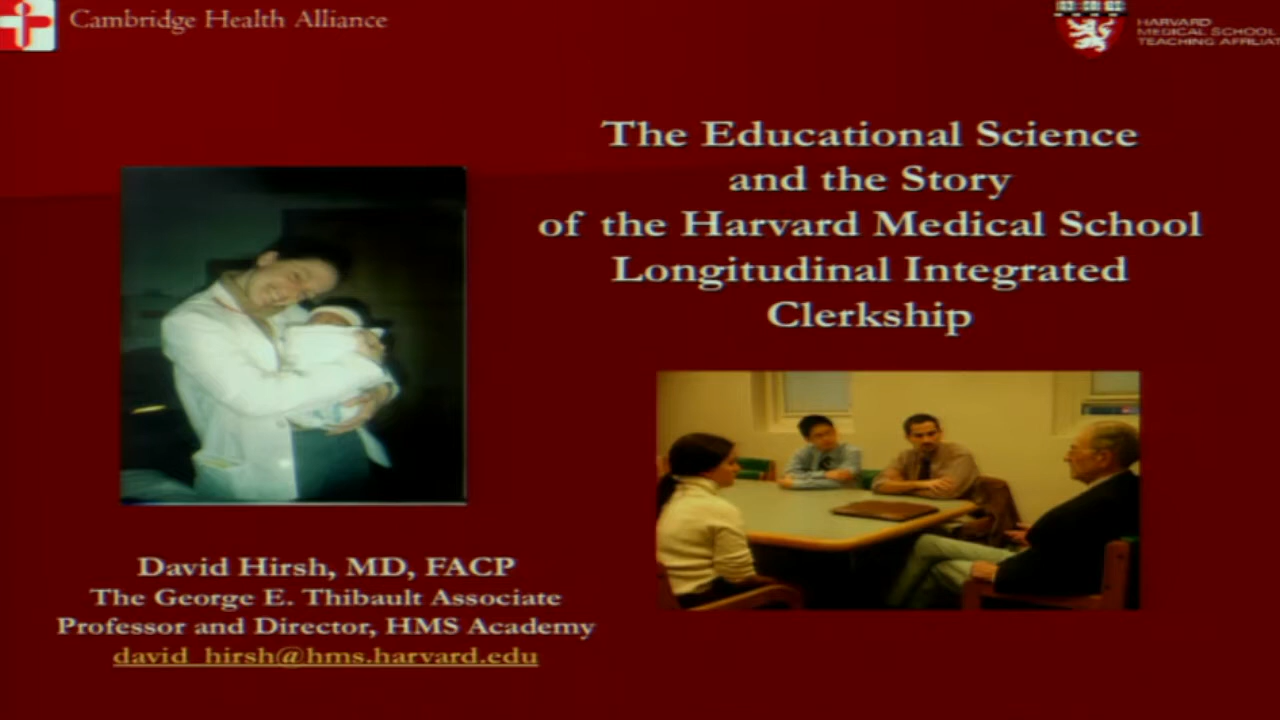 Cambridge Health Alliance
HARVARD
MEDICAL SCHOOL
TEACHING AFFILIAT
The Educational Science
and the Story
of the Harvard Medical School
Longitudinal Integrated
Clerkship
David Hirsh, MD, FACP
The George E. Thibault Associate
Professor and Director, HMS Academy
david_hirsh@hms.harvard.edu